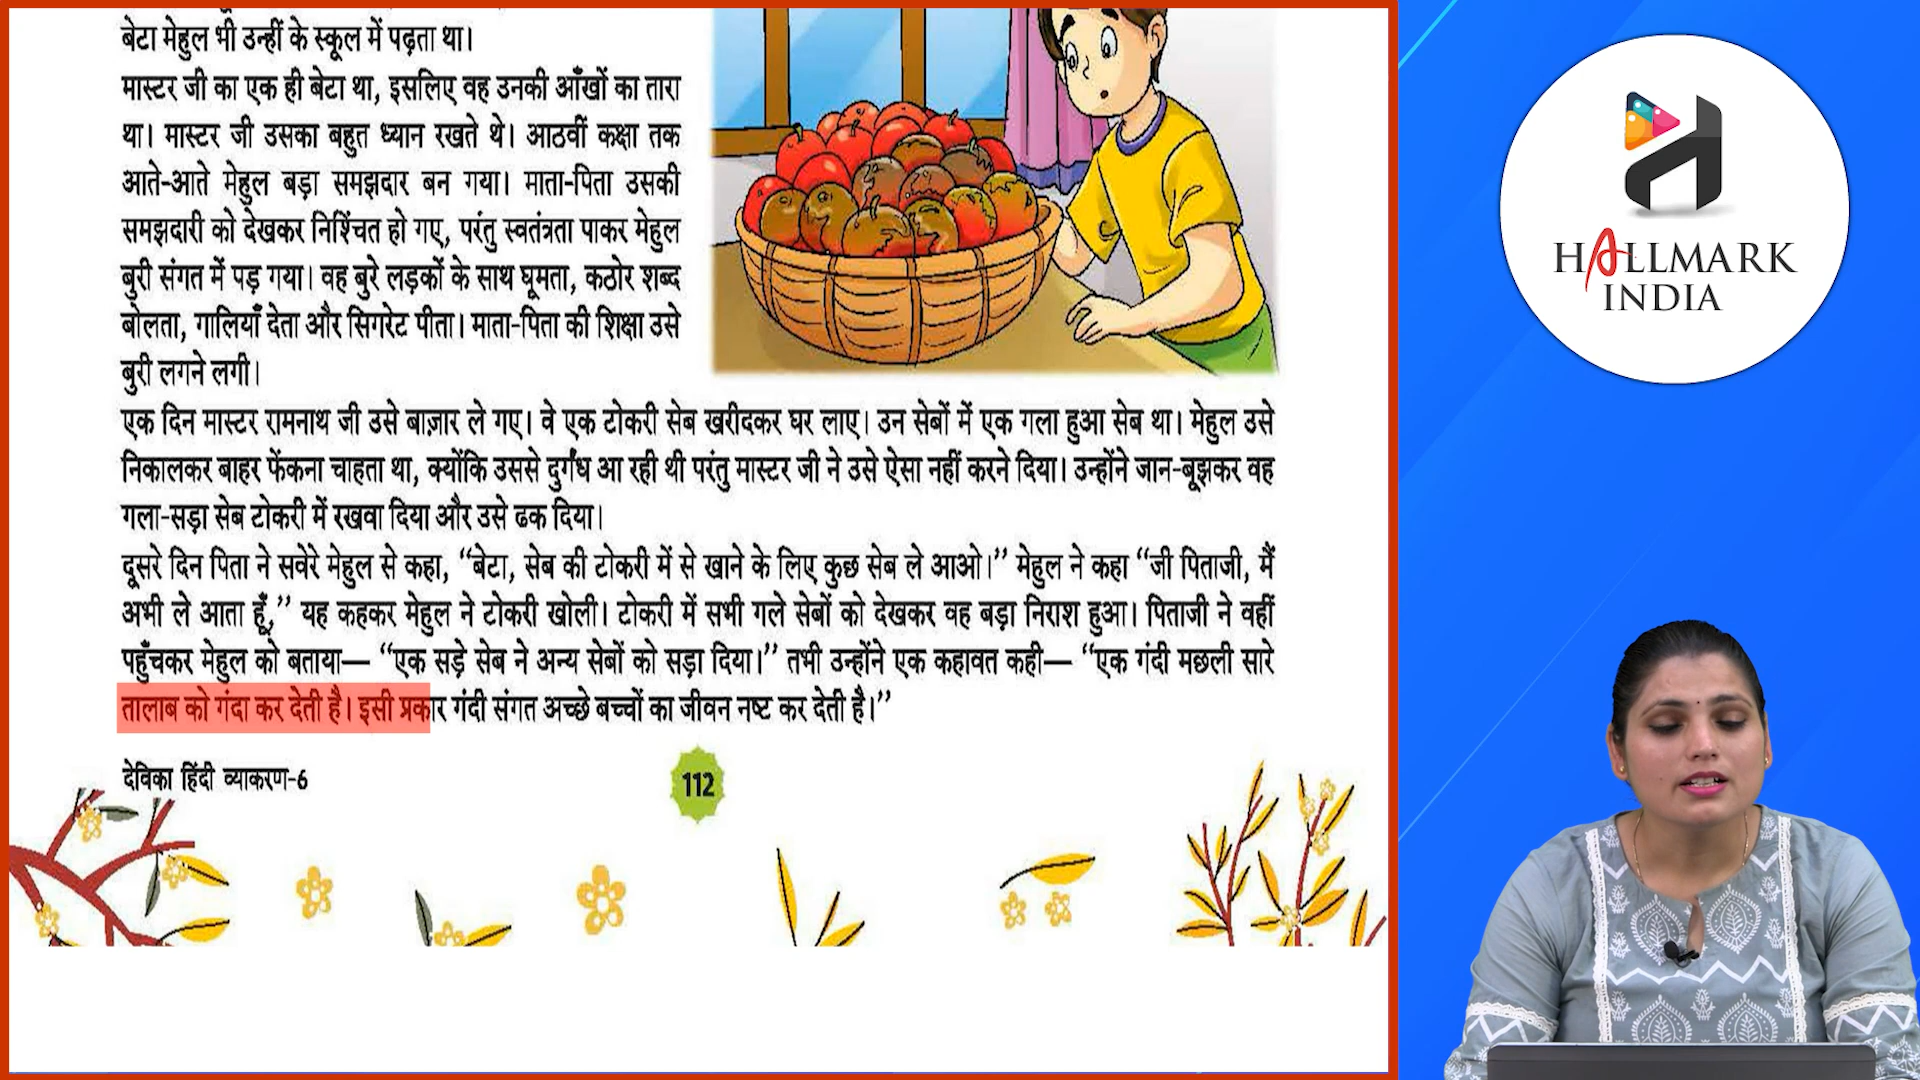 बेटा मेहुल भी उन्हीं के स्कूल में पढ़ता था।
मास्टर जी का एक ही बेटा था, इसलिए वह उनकी आँखों का तारा
था। मास्टर जी उसका बहुत ध्यान रखते थे। आठवीं कक्षा तक
आते-आते मेहुल बड़ा समझदार बन गया। माता-पिता उसकी
समझदारी को देखकर निश्चिंत हो गए, परंतु स्वतंत्रता पाकर मेहुल
बुरी संगत में पड़ गया। वह बुरे लड़कों के साथ घूमता, कठोर शब्द
बोलता, गालियाँ देता और सिगरेट पीता। माता-पिता की शिक्षा उसे
बुरी लगने लगी।
एक दिन मास्टर रामनाथ जी उसे बाज़ार ले गए। वे एक टोकरी सेब खरीदकर घर लाए। उन सेबों में एक गला हुआ सेब था। मेहुल उसे
निकालकर बाहर फेंकना चाहता था, क्योंकि उससे दुर्गंध आ रही थी परंतु मास्टर जी ने उसे ऐसा नहीं करने दिया। उन्होंने जान-बूझकर वह
गला-सड़ा सेब टोकरी में रखवा दिया और उसे ढक दिया।
दूसरे दिन पिता ने सवेरे मेहुल से कहा, “बेटा, सेब की टोकरी में से खाने के लिए कुछ सेब ले आओ।” मेहुल ने कहा “जी पिताजी, मैं
अभी ले आता हूँ,” यह कहकर मेहुल ने टोकरी खोली। टोकरी में सभी गले सेबों को देखकर वह बड़ा निराश हुआ। पिताजी ने वहीं
पहुँचकर मेहुल को बताया— “एक सड़े सेब ने अन्य सेबों को सड़ा दिया।” तभी उन्होंने एक कहावत कही— “एक गंदी मछली सारे
तालाब को गंदा कर देती है। इसी प्रकार गंदी संगत अच्छे बच्चों का जीवन नष्ट कर देती है।”
देविका हिंदी व्याकरण-6
112
HALLMARK
INDIA